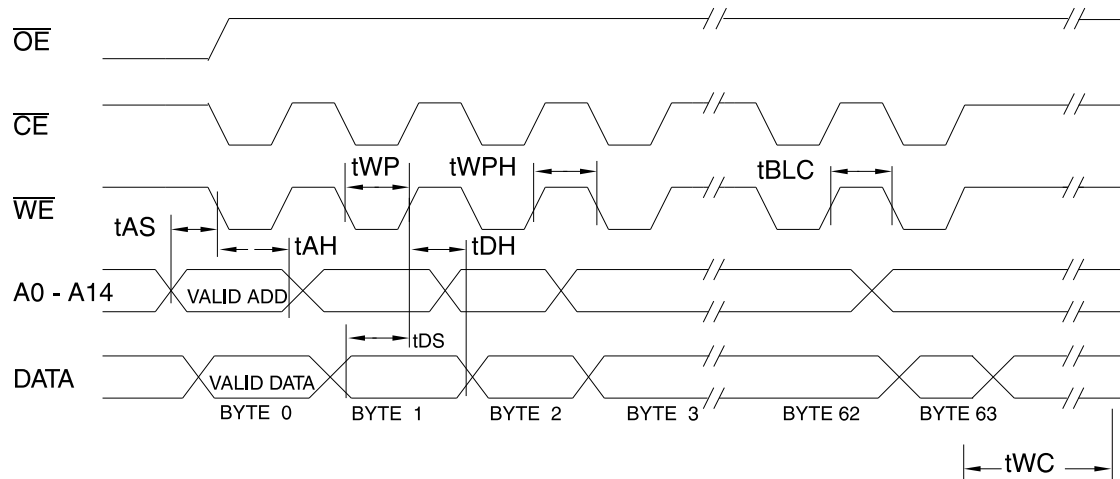 OE
CE
tWP tWPH tBLC
WE
tAS tAH tDH
A0 - A14 VALID ADD
tDS
DATA VALID DATA
BYTE 0 BYTE 1 BYTE 2 BYTE 3 BYTE 62 BYTE 63
tWC